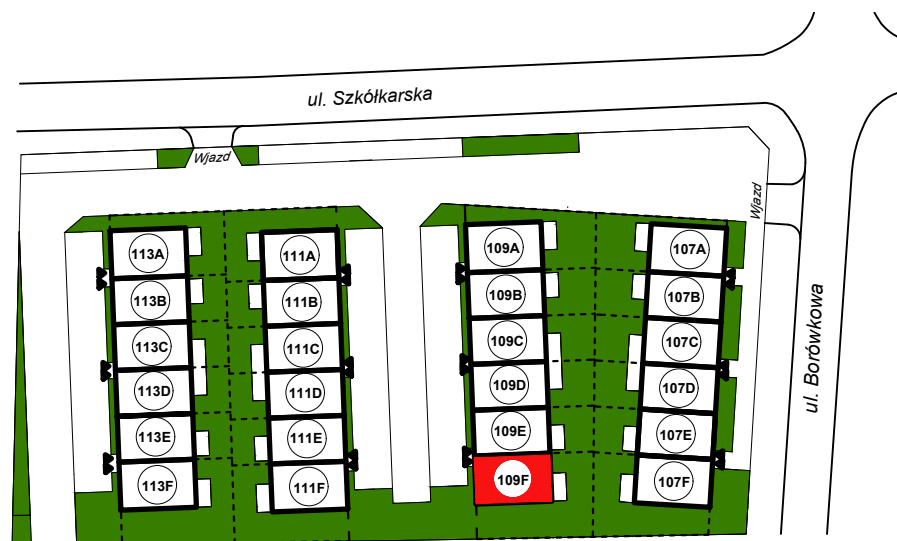 ul. Szkółkarska
Wjazd
Wjazd
ul. Borówkowa
113A
113B
113C
113D
113E
113F
111A
111B
111C
111D
111E
111F
109A
109B
109C
109D
109E
109F
107A
107B
107C
107D
107E
107F